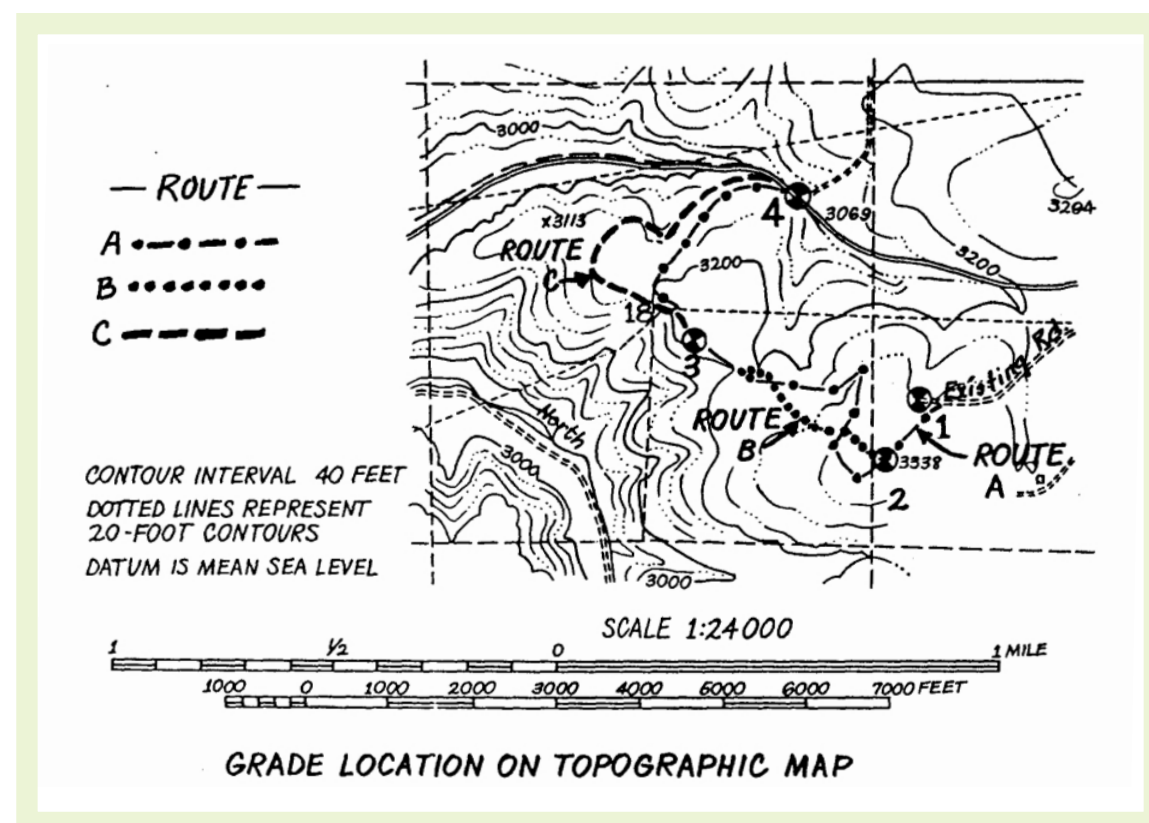 — ROUTE —
A
B
C
CONTOUR INTERVAL 40 FEET
DOTTED LINES REPRESENT
20-FOOT CONTOURS
DATUM IS MEAN SEA LEVEL
3000
x3113
ROUTE
C
18
4
3069
3204
3200
3200
3
ROUTE
B
Existing Rd.
1
ROUTE
A
3338
2
North
3000
3000
SCALE 1:24000
1 ½ 0 1 MILE
1000 0 1000 2000 3000 4000 5000 6000 7000 FEET
GRADE LOCATION ON TOPOGRAPHIC MAP